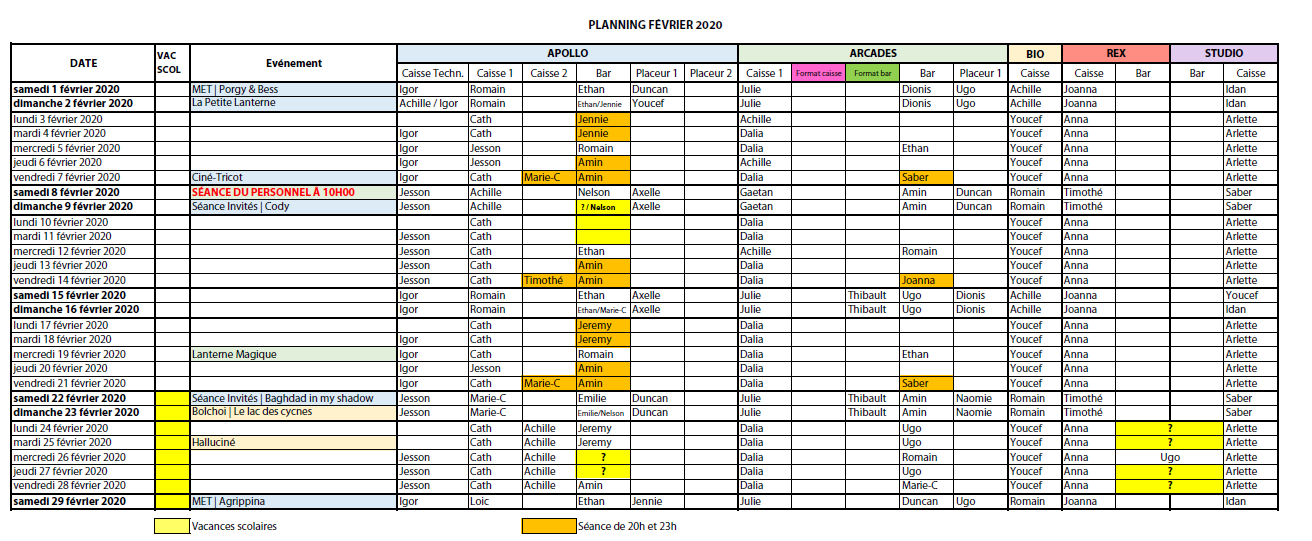 PLANNING FÉVRIER 2020
DATE VAC SCOL Evénement APOLLO ARCADES BIO REX STUDIO
Caisse Techn. Caisse 1 Caisse 2 Bar Placeur 1 Placeur 2 Caisse 1 Format caisse Format bar Bar Placeur 1 Caisse Caisse Format bar Bar Caisse
samedi 1 février 2020 MET | Porgy & Bess Igor Romain Ethan Duncan Julie Dionis Ugo Achille Joanna Idan
dimanche 2 février 2020 La Petite Lanterne Achille / Igor Romain Ethan/Jennie Youcef Julie Dionis Ugo Achille Joanna Idan
lundi 3 février 2020 Cath Jennie Achille Youcef Anna Arlette
mardi 4 février 2020 Igor Cath Jennie Dalia Youcef Anna Arlette
mercredi 5 février 2020 Igor Jesson Romain Dalia Ethan Youcef Anna Arlette
jeudi 6 février 2020 Igor Jesson Amin Achille Youcef Anna Arlette
vendredi 7 février 2020 Ciné-Tricot Igor Cath Marie-C Amin Dalia Saber Youcef Anna Arlette
samedi 8 février 2020 SÉANCE DU PERSONNEL À 10H00 Jesson Achille Nelson Axelle Gaetan Amin Duncan Romain Timothé Saber
dimanche 9 février 2020 Séance Invités | Cody Jesson Achille ? / Nelson Axelle Gaetan Amin Duncan Romain Timothé Saber
lundi 10 février 2020 Cath Dalia Youcef Anna Arlette
mardi 11 février 2020 Jesson Cath Dalia Youcef Anna Arlette
mercredi 12 février 2020 Jesson Cath Ethan Achille Romain Youcef Anna Arlette
jeudi 13 février 2020 Jesson Cath Amin Dalia Youcef Anna Arlette
vendredi 14 février 2020 Jesson Cath Timothé Amin Dalia Joanna Youcef Anna Arlette
samedi 15 février 2020 Igor Romain Ethan Axelle Julie Thibault Ugo Dionis Achille Joanna Youcef
dimanche 16 février 2020 Igor Romain Ethan/Marie-C Axelle Julie Thibault Ugo Dionis Achille Joanna Idan
lundi 17 février 2020 Cath Jeremy Dalia Youcef Anna Arlette
mardi 18 février 2020 Igor Cath Jeremy Dalia Youcef Anna Arlette
mercredi 19 février 2020 Lanterne Magique Igor Cath Romain Dalia Ethan Youcef Anna Arlette
jeudi 20 février 2020 Igor Jesson Amin Dalia Youcef Anna Arlette
vendredi 21 février 2020 Igor Cath Marie-C Amin Dalia Saber Youcef Anna Arlette
samedi 22 février 2020 Séance Invités | Baghdad in my shadow Jesson Marie-C Emilie Duncan Julie Thibault Amin Naomie Romain Timothé Saber
dimanche 23 février 2020 Bolchoi | Le lac des cycnes Jesson Marie-C Emilie/Nelson Duncan Julie Thibault Amin Naomie Romain Timothé Saber
lundi 24 février 2020 Cath Achille Jeremy Dalia Ugo Youcef Anna ? Arlette
mardi 25 février 2020 Halluciné Cath Achille Jeremy Dalia Ugo Youcef Anna ? Arlette
mercredi 26 février 2020 Jesson Cath Achille ? Dalia Romain Youcef Anna Ugo Arlette
jeudi 27 février 2020 Jesson Cath Achille ? Dalia Ugo Youcef Anna ? Arlette
vendredi 28 février 2020 Jesson Cath Achille Amin Dalia Marie-C Youcef Anna ? Arlette
samedi 29 février 2020 MET | Agrippina Igor Loic Ethan Jennie Julie Duncan Ugo Romain Joanna Idan
Vacances scolaires Séance de 20h et 23h